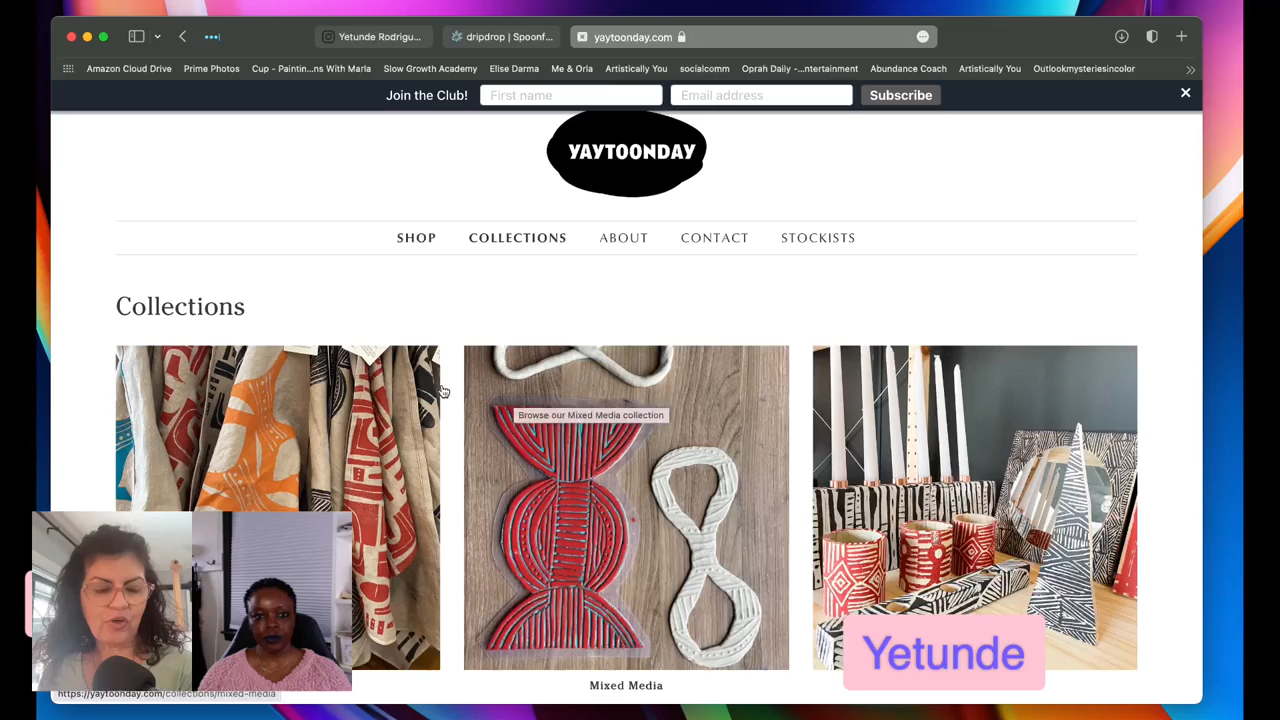 Yetunde Rodrigu...
dripdrop | Spoonf...
yaytoonday.com
Amazon Cloud Drive
Prime Photos
Cup - Paintin...ns With Marla
Slow Growth Academy
Elise Darma
Me & Orla
Artistically You
socialcomm
Oprah Daily -...ntertainment
Abundance Coach
Artistically You
Outlookmysteriesincolor
Join the Club!
First name
Email address
Subscribe
YAYTOONDAY
SHOP
COLLECTIONS
ABOUT
CONTACT
STOCKISTS
Collections
Browse our Mixed Media collection
Mixed Media
Yetunde
https://yaytoonday.com/collections/mixed-media